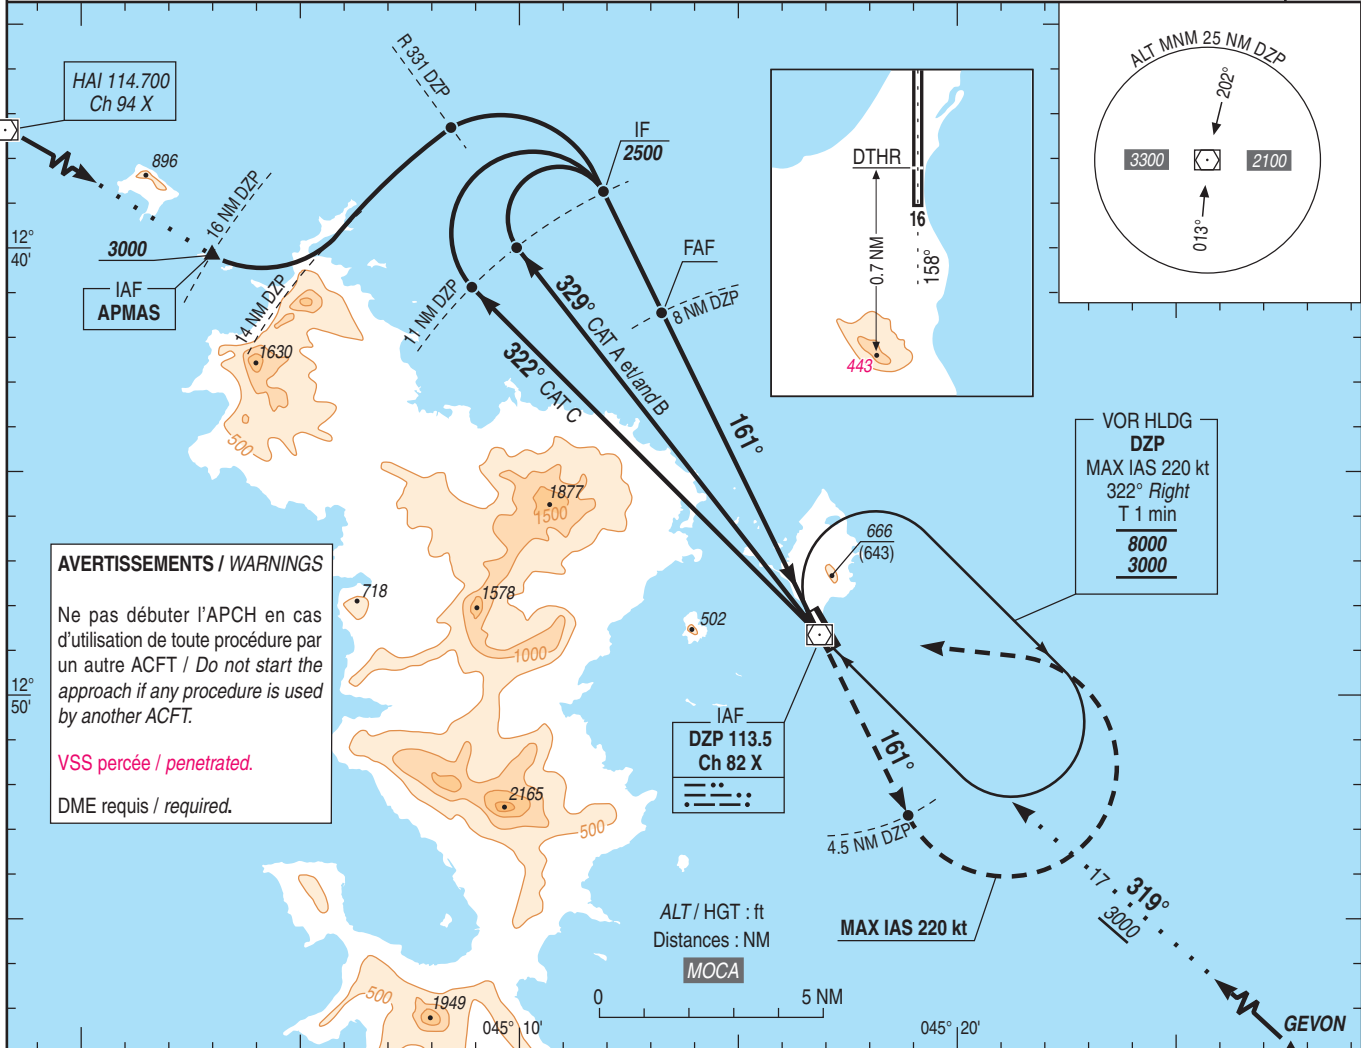 HAI 114.700
Ch 94 X
896
3000
16 NM DZP
IAF
APMAS
14 NM DZP
1630
500
R 331 DZP
IF
2500
FAF
8 NM DZP
11 NM DZP
329° CAT A et/and B
322° CAT C
161°
DTHR
16
0.7 NM
158°
443
ALT MNM 25 NM DZP
202°
3300
2100
013°
12°
40'
VOR HLDG
DZP
MAX IAS 220 kt
322° Right
T 1 min
8000
3000
1877
1500
666
(643)
718
1578
502
1000
AVERTISSEMENTS / WARNINGS
Ne pas débuter l'APCH en cas
d'utilisation de toute procédure par
un autre ACFT / Do not start the
approach if any procedure is used
by another ACFT.
VSS percée / penetrated.
DME requis / required.
12°
50'
IAF
DZP 113.5
Ch 82 X
161°
2165
500
4.5 NM DZP
17
319°
3000
MAX IAS 220 kt
ALT / HGT : ft
Distances : NM
MOCA
0 5 NM
500
1949
045° 10'
045° 20'
GEVON